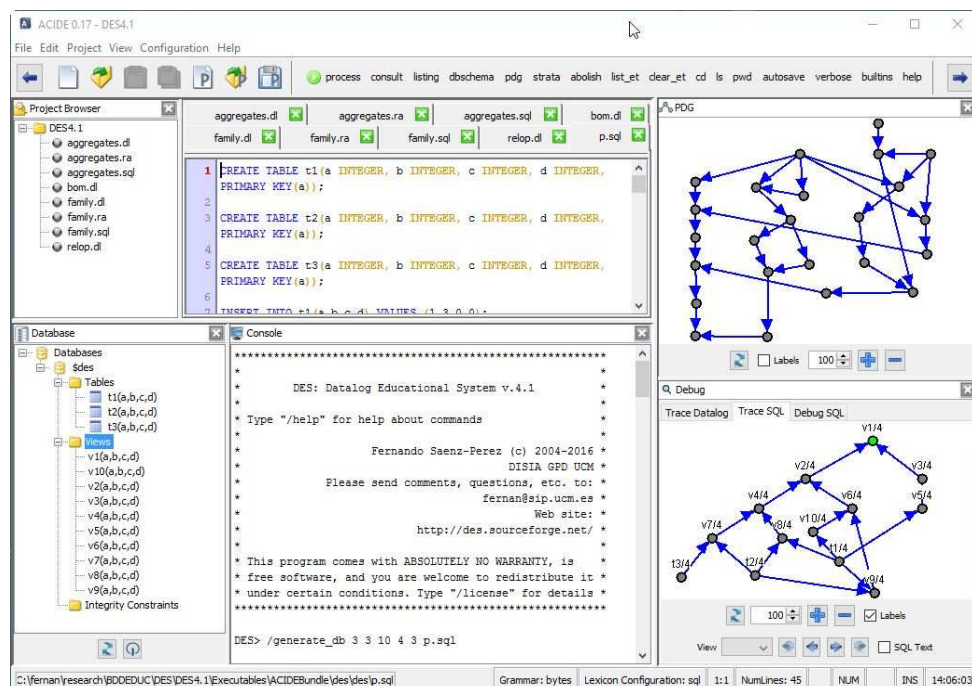 ACIDE 0.17 - DES4.1
File Edit Project View Configuration Help
process consult listing dbschema pdg strata abolish list_et clear_et cd ls pwd autosave verbose builtins help
Project Browser
DES4.1
aggregates.dl
aggregates.ra
aggregates.sql
bom.dl
family.dl
family.ra
family.sql
relop.dl
aggregates.dl aggregates.ra aggregates.sql bom.dl
family.dl family.ra family.sql relop.dl p.sql
1 CREATE TABLE t1(a INTEGER, b INTEGER, c INTEGER, d INTEGER,
PRIMARY KEY(a));
2
3 CREATE TABLE t2(a INTEGER, b INTEGER, c INTEGER, d INTEGER,
PRIMARY KEY(a));
4
5 CREATE TABLE t3(a INTEGER, b INTEGER, c INTEGER, d INTEGER,
PRIMARY KEY(a));
6
7 INSERT INTO t1(a,b,c,d) VALUES (1,3,0,0);
PDG
Labels 100
Database
Databases
$des
Tables
t1(a,b,c,d)
t2(a,b,c,d)
t3(a,b,c,d)
Views
v1(a,b,c,d)
v10(a,b,c,d)
v2(a,b,c,d)
v3(a,b,c,d)
v4(a,b,c,d)
v5(a,b,c,d)
v6(a,b,c,d)
v7(a,b,c,d)
v8(a,b,c,d)
v9(a,b,c,d)
Integrity Constraints
Console
*********************************************************
* *
* DES: Datalog Educational System v.4.1 *
* *
* Type "/help" for help about commands *
* *
* Fernando Saenz-Perez (c) 2004-2016 *
* DISIA GPD UCM *
* Please send comments, questions, etc. to: *
* fernan@sip.ucm.es *
* Web site: *
* http://des.sourceforge.net/ *
* *
* This program comes with ABSOLUTELY NO WARRANTY, is *
* free software, and you are welcome to redistribute it *
* under certain conditions. Type "/license" for details *
*********************************************************
DES> /generate_db 3 3 10 4 3 p.sql
Debug
Trace Datalog Trace SQL Debug SQL
v1/4
v2/4 v3/4
v4/4 v6/4 v5/4
v7/4 v8/4 v10/4
t3/4 t2/4 t1/4
v9/4
100 Labels
View SQL Text
C:\fernan\research\BDDEDUC\DES\DES4.1\Executables\ACIDEBundle\des\des\p.sql Grammar: bytes Lexicon Configuration: sql 1:1 NumLines: 45 NUM INS 14:06:03